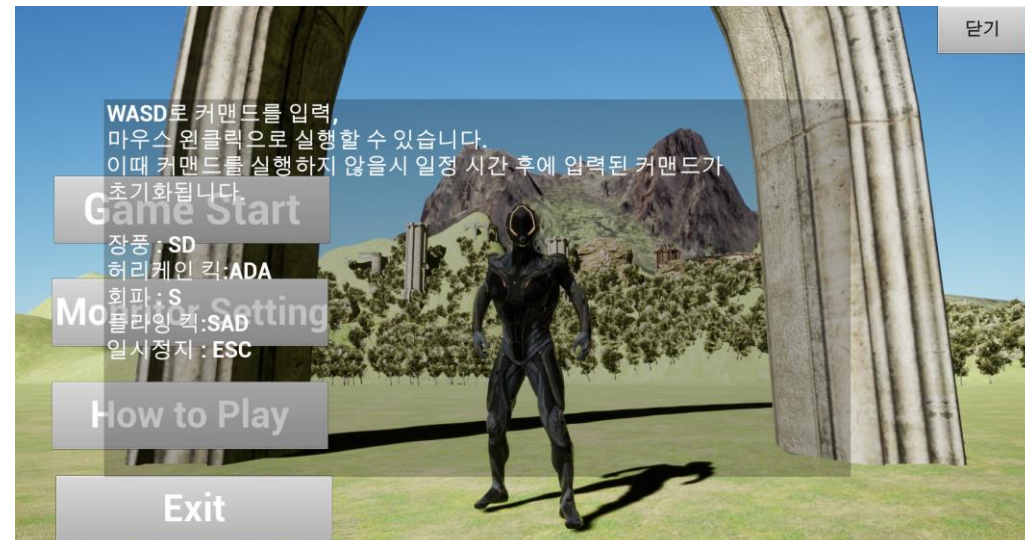 닫기
WASD로 커맨드를 입력,
마우스 왼클릭으로 실행할 수 있습니다.
이때 커맨드를 실행하지 않을시 일정 시간 후에 입력된 커맨드가
초기화됩니다.
장풍 : SD
허리케인 킥:ADA
회피 : S
플라잉 킥:SAD
일시정지 : ESC
Game Start
Monitor Setting
How to Play
Exit